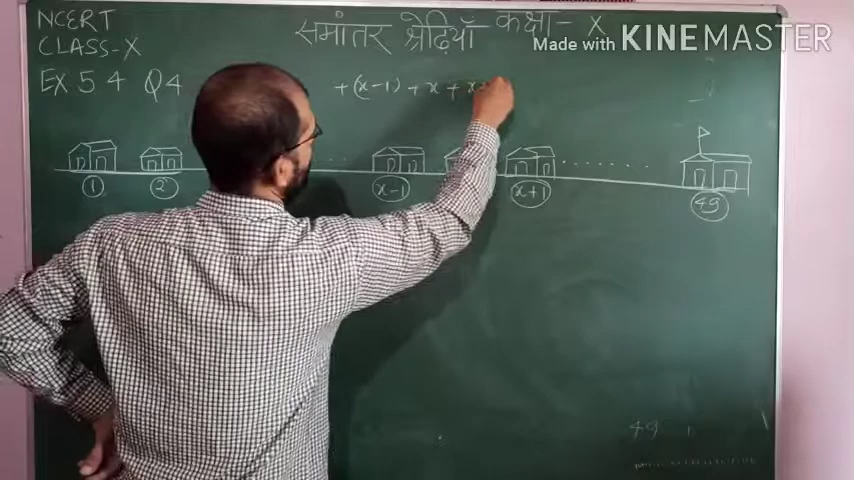 NCERT समांतर श्रेढ़ियाँ कक्षा- X
CLASS-X Made with KINEMASTER
EX 5 4 Q4 +(x-1) + x + x
1 2 x-1 x+1 49
49